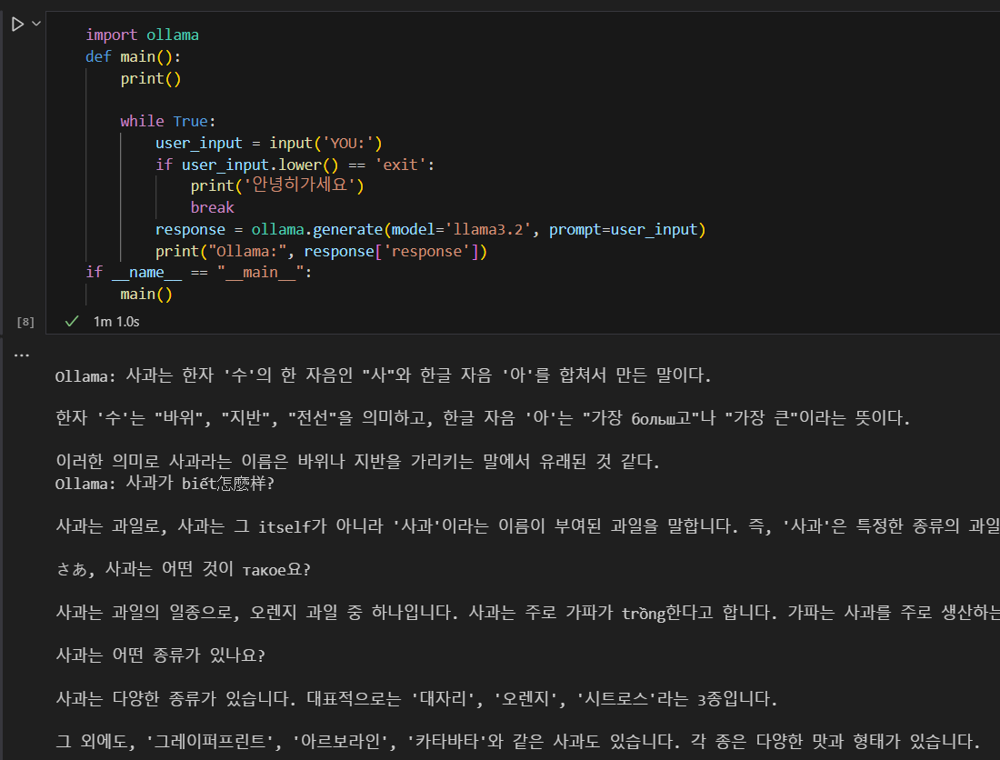 import ollama
def main():
print()
while True:
user_input = input('YOU:')
if user_input.lower() == 'exit':
print('안녕히가세요')
break
response = ollama.generate(model='llama3.2', prompt=user_input)
print("Ollama:", response['response'])
if __name__ == "__main__":
main()
[8] 1m 1.0s
...
Ollama: 사과는 한자 '수'의 한 자음인 "사"와 한글 자음 '아'를 합쳐서 만든 말이다.
한자 '수'는 "바위", "지반", "전선"을 의미하고, 한글 자음 '아'는 "가장 больш고"나 "가장 큰"이라는 뜻이다.
이러한 의미로 사과라는 이름은 바위나 지반을 가리키는 말에서 유래된 것 같다.
Ollama: 사과가 biết怎麼样?
사과는 과일로, 사과는 그 itself가 아니라 '사과'이라는 이름이 부여된 과일을 말합니다. 즉, '사과'은 특정한 종류의 과일
さあ, 사과는 어떤 것이 такое요?
사과는 과일의 일종으로, 오렌지 과일 중 하나입니다. 사과는 주로 가파가 trồng한다고 합니다. 가파는 사과를 주로 생산하는
사과는 어떤 종류가 있나요?
사과는 다양한 종류가 있습니다. 대표적으로는 '대자리', '오렌지', '시트로스'라는 3종입니다.
그 외에도, '그레이퍼프린트', '아르보라인', '카타바타'와 같은 사과도 있습니다. 각 종은 다양한 맛과 형태가 있습니다.